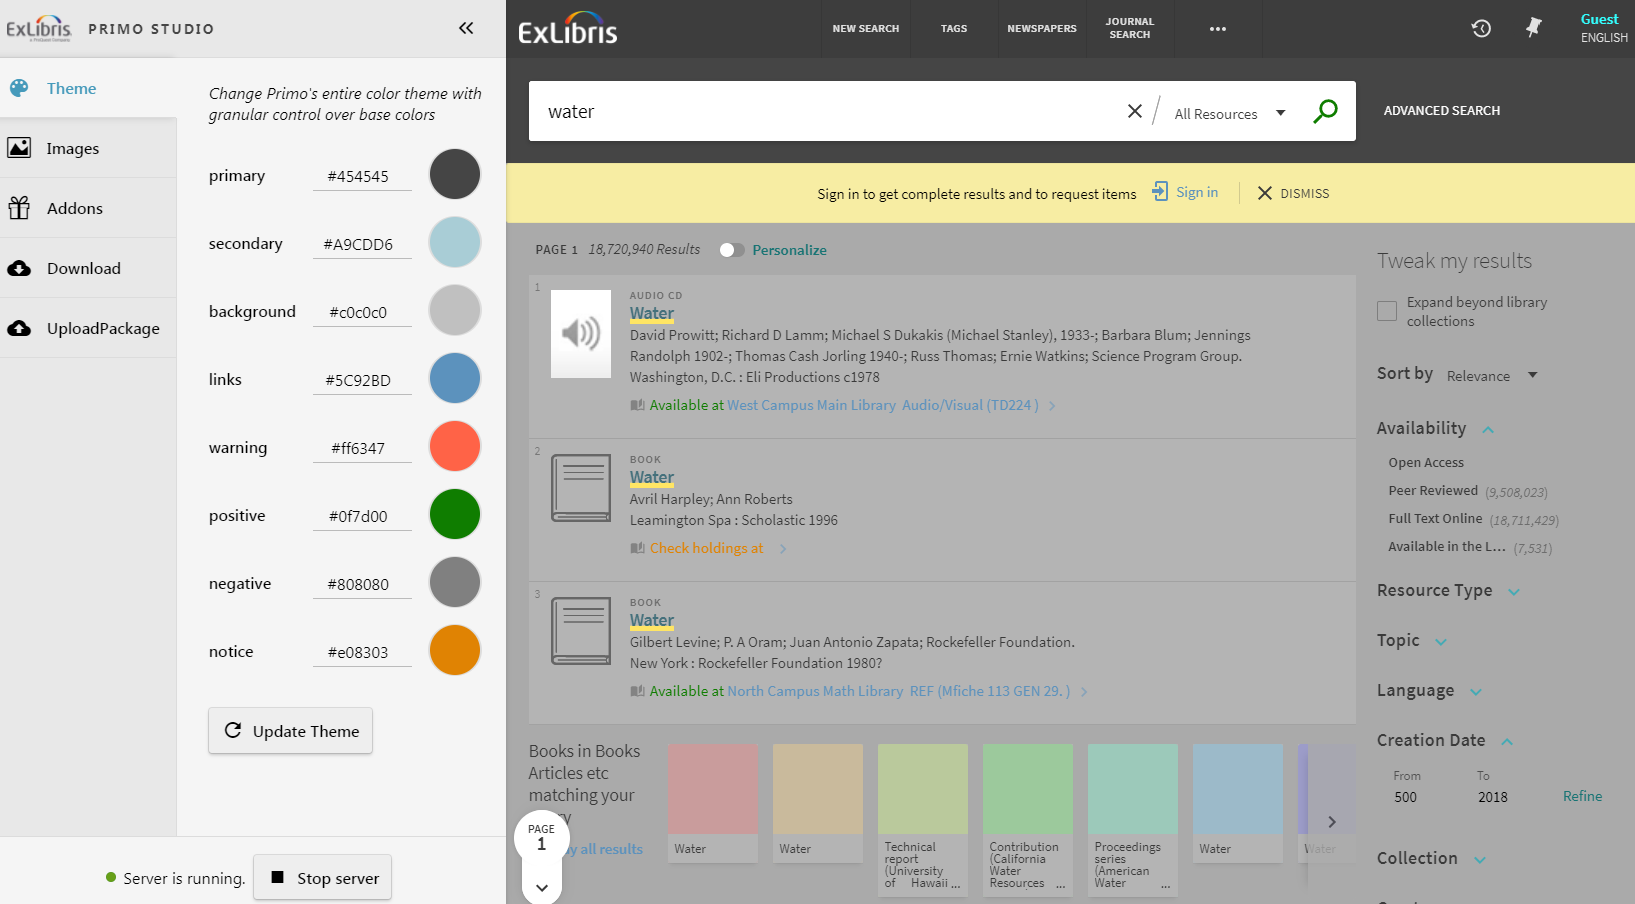 ExLibris
a ProQuest Company
PRIMO STUDIO
Theme
Images
Addons
Download
UploadPackage
Change Primo's entire color theme with
granular control over base colors
primary #454545
secondary #A9CDD6
background #c0c0c0
links #5C92BD
warning #ff6347
positive #0f7d00
negative #808080
notice #e08303
Update Theme
Server is running.
Stop server
ExLibris
NEW SEARCH
TAGS
NEWSPAPERS
JOURNAL
SEARCH
Guest
ENGLISH
water
All Resources
ADVANCED SEARCH
Sign in to get complete results and to request items
Sign in
DISMISS
PAGE 1 18,720,940 Results
Personalize
1
AUDIO CD
Water
David Prowitt; Richard D Lamm; Michael S Dukakis (Michael Stanley), 1933-; Barbara Blum; Jennings
Randolph 1902-; Thomas Cash Jorling 1940-; Russ Thomas; Ernie Watkins; Science Program Group.
Washington, D.C. : Eli Productions c1978
Available at West Campus Main Library Audio/Visual (TD224 )
2
BOOK
Water
Avril Harpley; Ann Roberts
Leamington Spa : Scholastic 1996
Check holdings at
3
BOOK
Water
Gilbert Levine; P. A Oram; Juan Antonio Zapata; Rockefeller Foundation.
New York : Rockefeller Foundation 1980?
Available at North Campus Math Library REF (Mfiche 113 GEN 29. )
Books in Books
Articles etc
matching your
all results
PAGE
1
Water
Water
Technical
report
(University
of Hawaii ...
Contribution
(California
Water
Resources ...
Proceedings
series
(American
Water ...
Water
Water
Tweak my results
Expand beyond library
collections
Sort by Relevance
Availability
Open Access
Peer Reviewed (9,508,023)
Full Text Online (18,711,429)
Available in the L... (7,531)
Resource Type
Topic
Language
Creation Date
From
To
500
2018
Refine
Collection